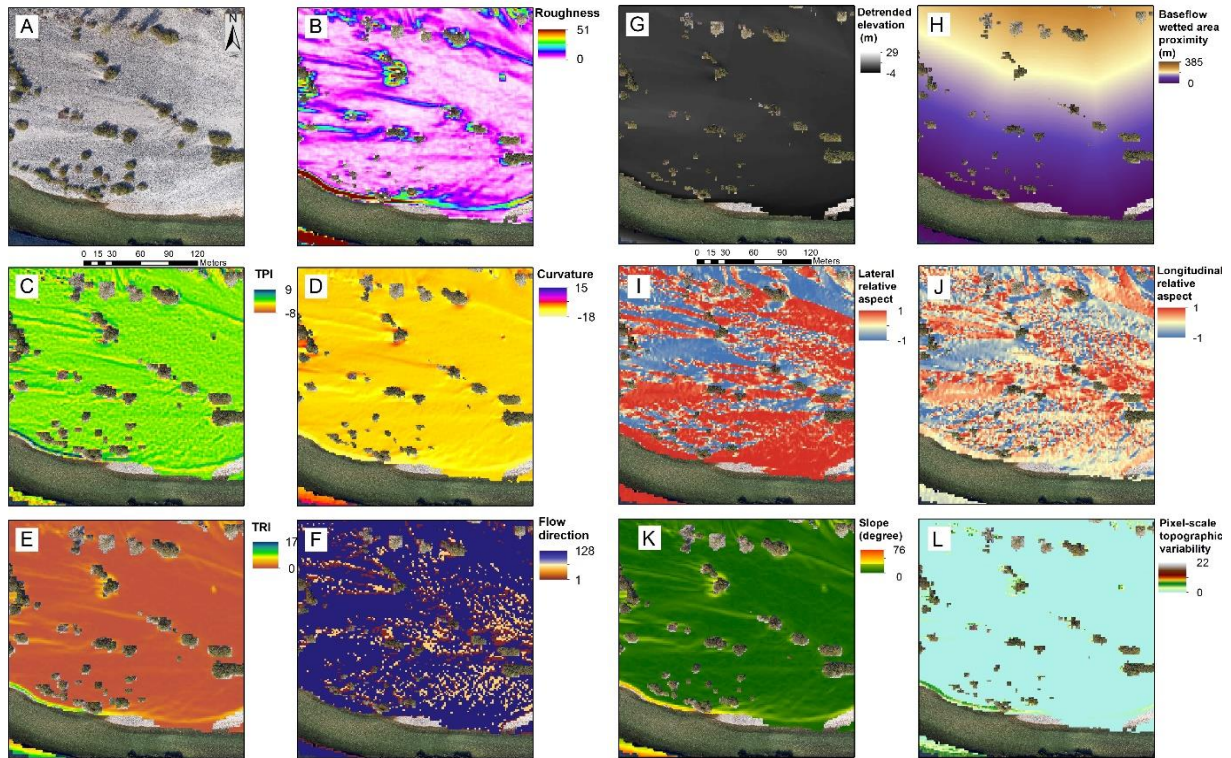 A
N
B
Roughness
51
0
G
Detrended
elevation
(m)
29
-4
H
Baseflow
wetted area
proximity
(m)
385
0
0 15 30 60 90 120
Meters
0 15 30 60 90 120
Meters
C
TPI
9
-8
D
Curvature
15
-18
I
Lateral
relative
aspect
1
-1
J
Longitudinal
relative
aspect
1
-1
E
TRI
17
0
F
Flow
direction
128
1
K
Slope
(degree)
76
0
L
Pixel-scale
topographic
variability
22
0